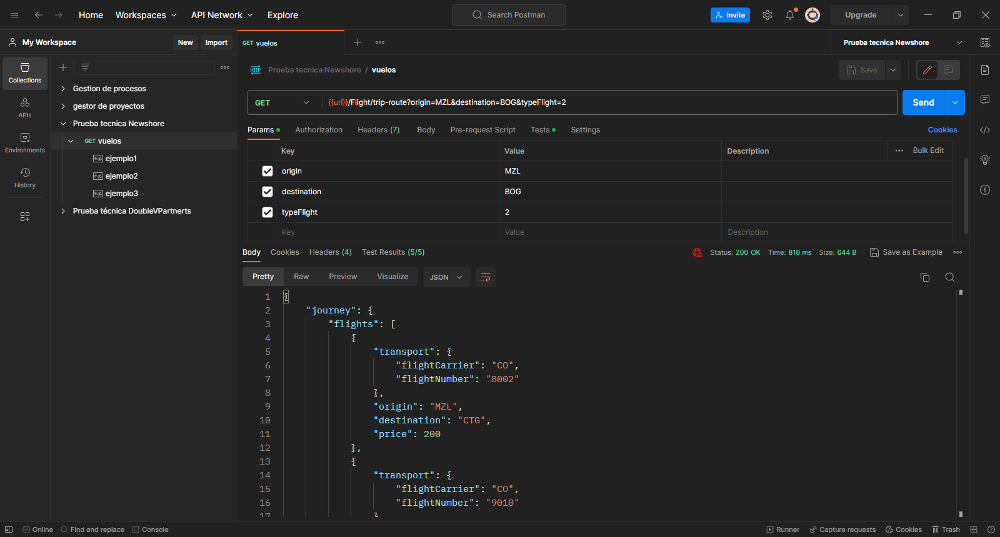 Home Workspaces API Network Explore Search Postman Invite Upgrade
My Workspace New Import GET vuelos Prueba tecnica Newshore
Collections
APIs
Environments
History
Gestion de procesos
gestor de proyectos
Prueba tecnica Newshore
GET vuelos
e.g. ejemplo1
e.g. ejemplo2
e.g. ejemplo3
Prueba técnica DoubleVPartnerts
HTTP Prueba tecnica Newshore / vuelos Save
GET {{url}}/Flight/trip-route?origin=MZL&destination=BOG&typeFlight=2 Send
Params Authorization Headers (7) Body Pre-request Script Tests Settings Cookies
Key Value Description Bulk Edit
origin MZL
destination BOG
typeFlight 2
Key Value Description
Body Cookies Headers (4) Test Results (5/5) Status: 200 OK Time: 818 ms Size: 644 B Save as Example
Pretty Raw Preview Visualize JSON
1 {
2 "journey": {
3 "flights": [
4 {
5 "transport": {
6 "flightCarrier": "CO",
7 "flightNumber": "8002"
8 },
9 "origin": "MZL",
10 "destination": "CTG",
11 "price": 200
12 },
13 {
14 "transport": {
15 "flightCarrier": "CO",
16 "flightNumber": "9010"
17 }
Online Find and replace Console Runner Capture requests Cookies Trash